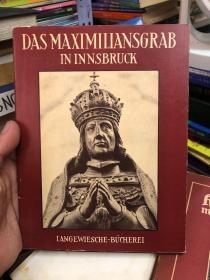 DAS MAXIMILIANSGRAB
IN INNSBRUCK
LANGEWIESCHE-BÜCHEREI